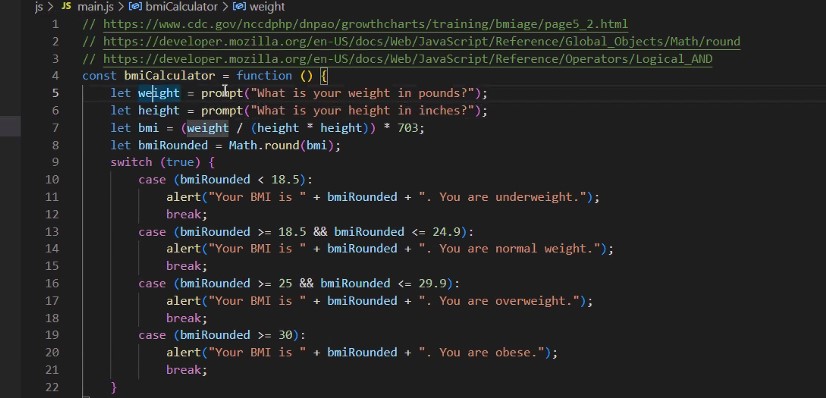 js > JS main.js > bmiCalculator > weight
1 // https://www.cdc.gov/nccdphp/dnpao/growthcharts/training/bmiage/page5_2.html
2 // https://developer.mozilla.org/en-US/docs/Web/JavaScript/Reference/Global_Objects/Math/round
3 // https://developer.mozilla.org/en-US/docs/Web/JavaScript/Reference/Operators/Logical_AND
4 const bmiCalculator = function () {
5     let weight = prompt("What is your weight in pounds?");
6     let height = prompt("What is your height in inches?");
7     let bmi = (weight / (height * height)) * 703;
8     let bmiRounded = Math.round(bmi);
9     switch (true) {
10         case (bmiRounded < 18.5):
11             alert("Your BMI is " + bmiRounded + ". You are underweight.");
12             break;
13         case (bmiRounded >= 18.5 && bmiRounded <= 24.9):
14             alert("Your BMI is " + bmiRounded + ". You are normal weight.");
15             break;
16         case (bmiRounded >= 25 && bmiRounded <= 29.9):
17             alert("Your BMI is " + bmiRounded + ". You are overweight.");
18             break;
19         case (bmiRounded >= 30):
20             alert("Your BMI is " + bmiRounded + ". You are obese.");
21             break;
22     }